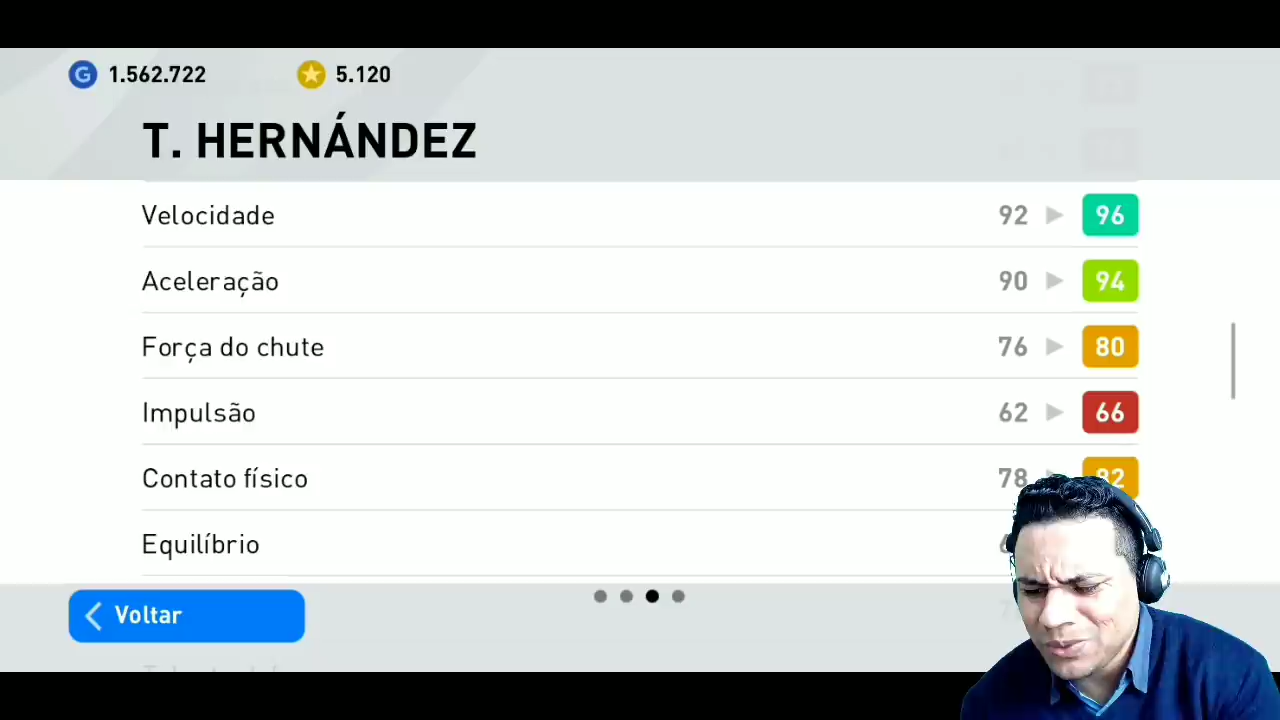 G 1.562.722 5.120
T. HERNÁNDEZ
Velocidade 92 96
Aceleração 90 94
Força do chute 76 80
Impulsão 62 66
Contato físico 78 82
Equilíbrio
Voltar